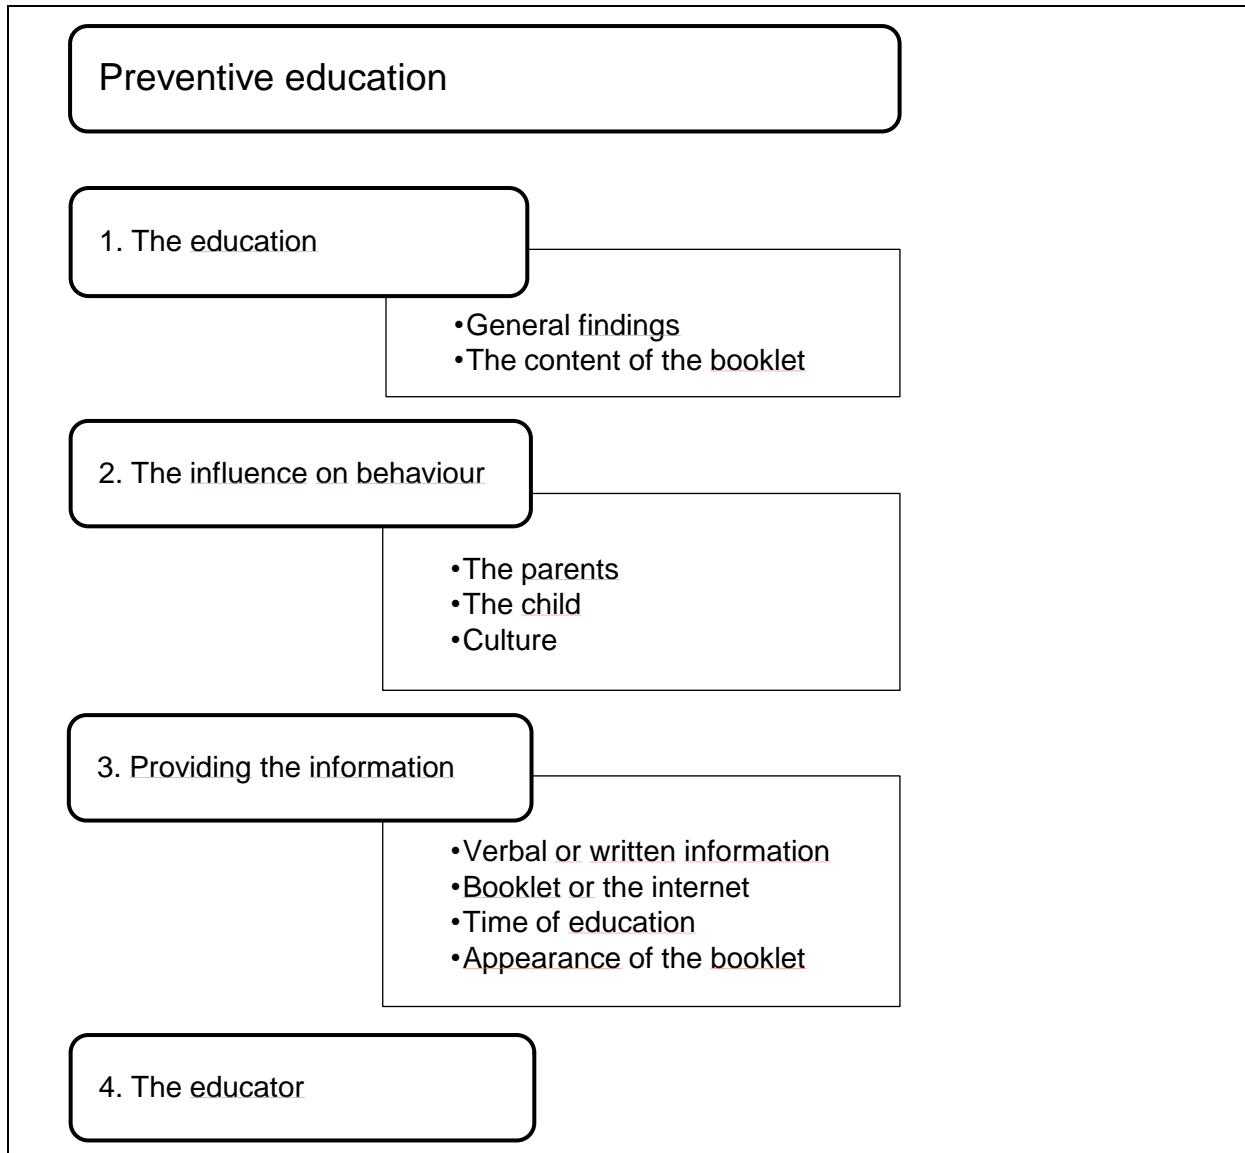 Preventive education
1. The education
•General findings
•The content of the booklet
2. The influence on behaviour
•The parents
•The child
•Culture
3. Providing the information
•Verbal or written information
•Booklet or the internet
•Time of education
•Appearance of the booklet
4. The educator